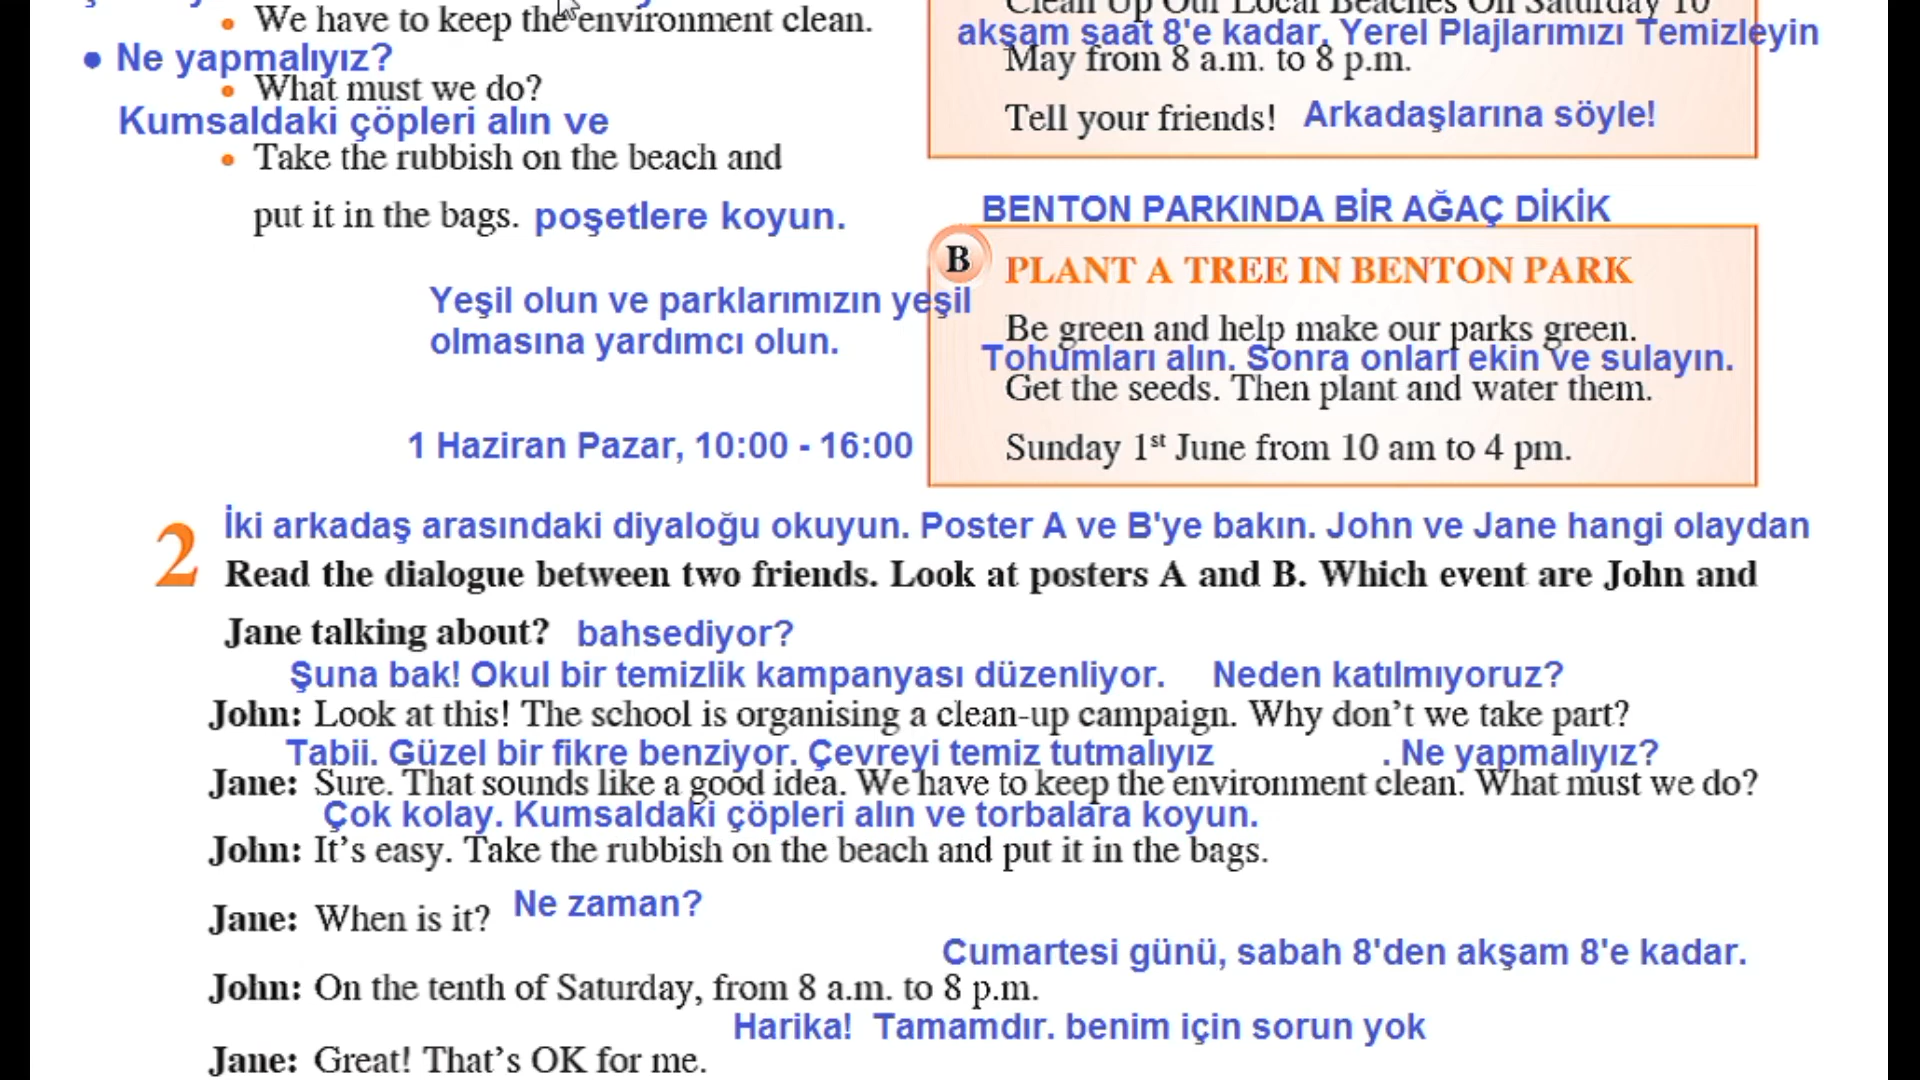 We have to keep the environment clean.
Ne yapmalıyız?
What must we do?
Kumsaldaki çöpleri alın ve
Take the rubbish on the beach and
put it in the bags. poşetlere koyun.
Clean Up Our Local Beaches On Saturday 10
akşam saat 8'e kadar, Yerel Plajlarımızı Temizleyin
May from 8 a.m. to 8 p.m.
Tell your friends! Arkadaşlarına söyle!
BENTON PARKINDA BİR AĞAÇ DİKİK
B PLANT A TREE IN BENTON PARK
Yeşil olun ve parklarımızın yeşil
olmasına yardımcı olun.
Be green and help make our parks green.
Tohumları alın. Sonra onları ekin ve sulayın.
Get the seeds. Then plant and water them.
1 Haziran Pazar, 10:00 - 16:00
Sunday 1st June from 10 am to 4 pm.
İki arkadaş arasındaki diyaloğu okuyun. Poster A ve B'ye bakın. John ve Jane hangi olaydan
2 Read the dialogue between two friends. Look at posters A and B. Which event are John and
Jane talking about? bahsediyor?
Şuna bak! Okul bir temizlik kampanyası düzenliyor. Neden katılmıyoruz?
John: Look at this! The school is organising a clean-up campaign. Why don't we take part?
Tabii. Güzel bir fikre benziyor. Çevreyi temiz tutmalıyız . Ne yapmalıyız?
Jane: Sure. That sounds like a good idea. We have to keep the environment clean. What must we do?
Çok kolay. Kumsaldaki çöpleri alın ve torbalara koyun.
John: It's easy. Take the rubbish on the beach and put it in the bags.
Jane: When is it? Ne zaman?
Cumartesi günü, sabah 8'den akşam 8'e kadar.
John: On the tenth of Saturday, from 8 a.m. to 8 p.m.
Harika! Tamamdır. benim için sorun yok
Jane: Great! That's OK for me.